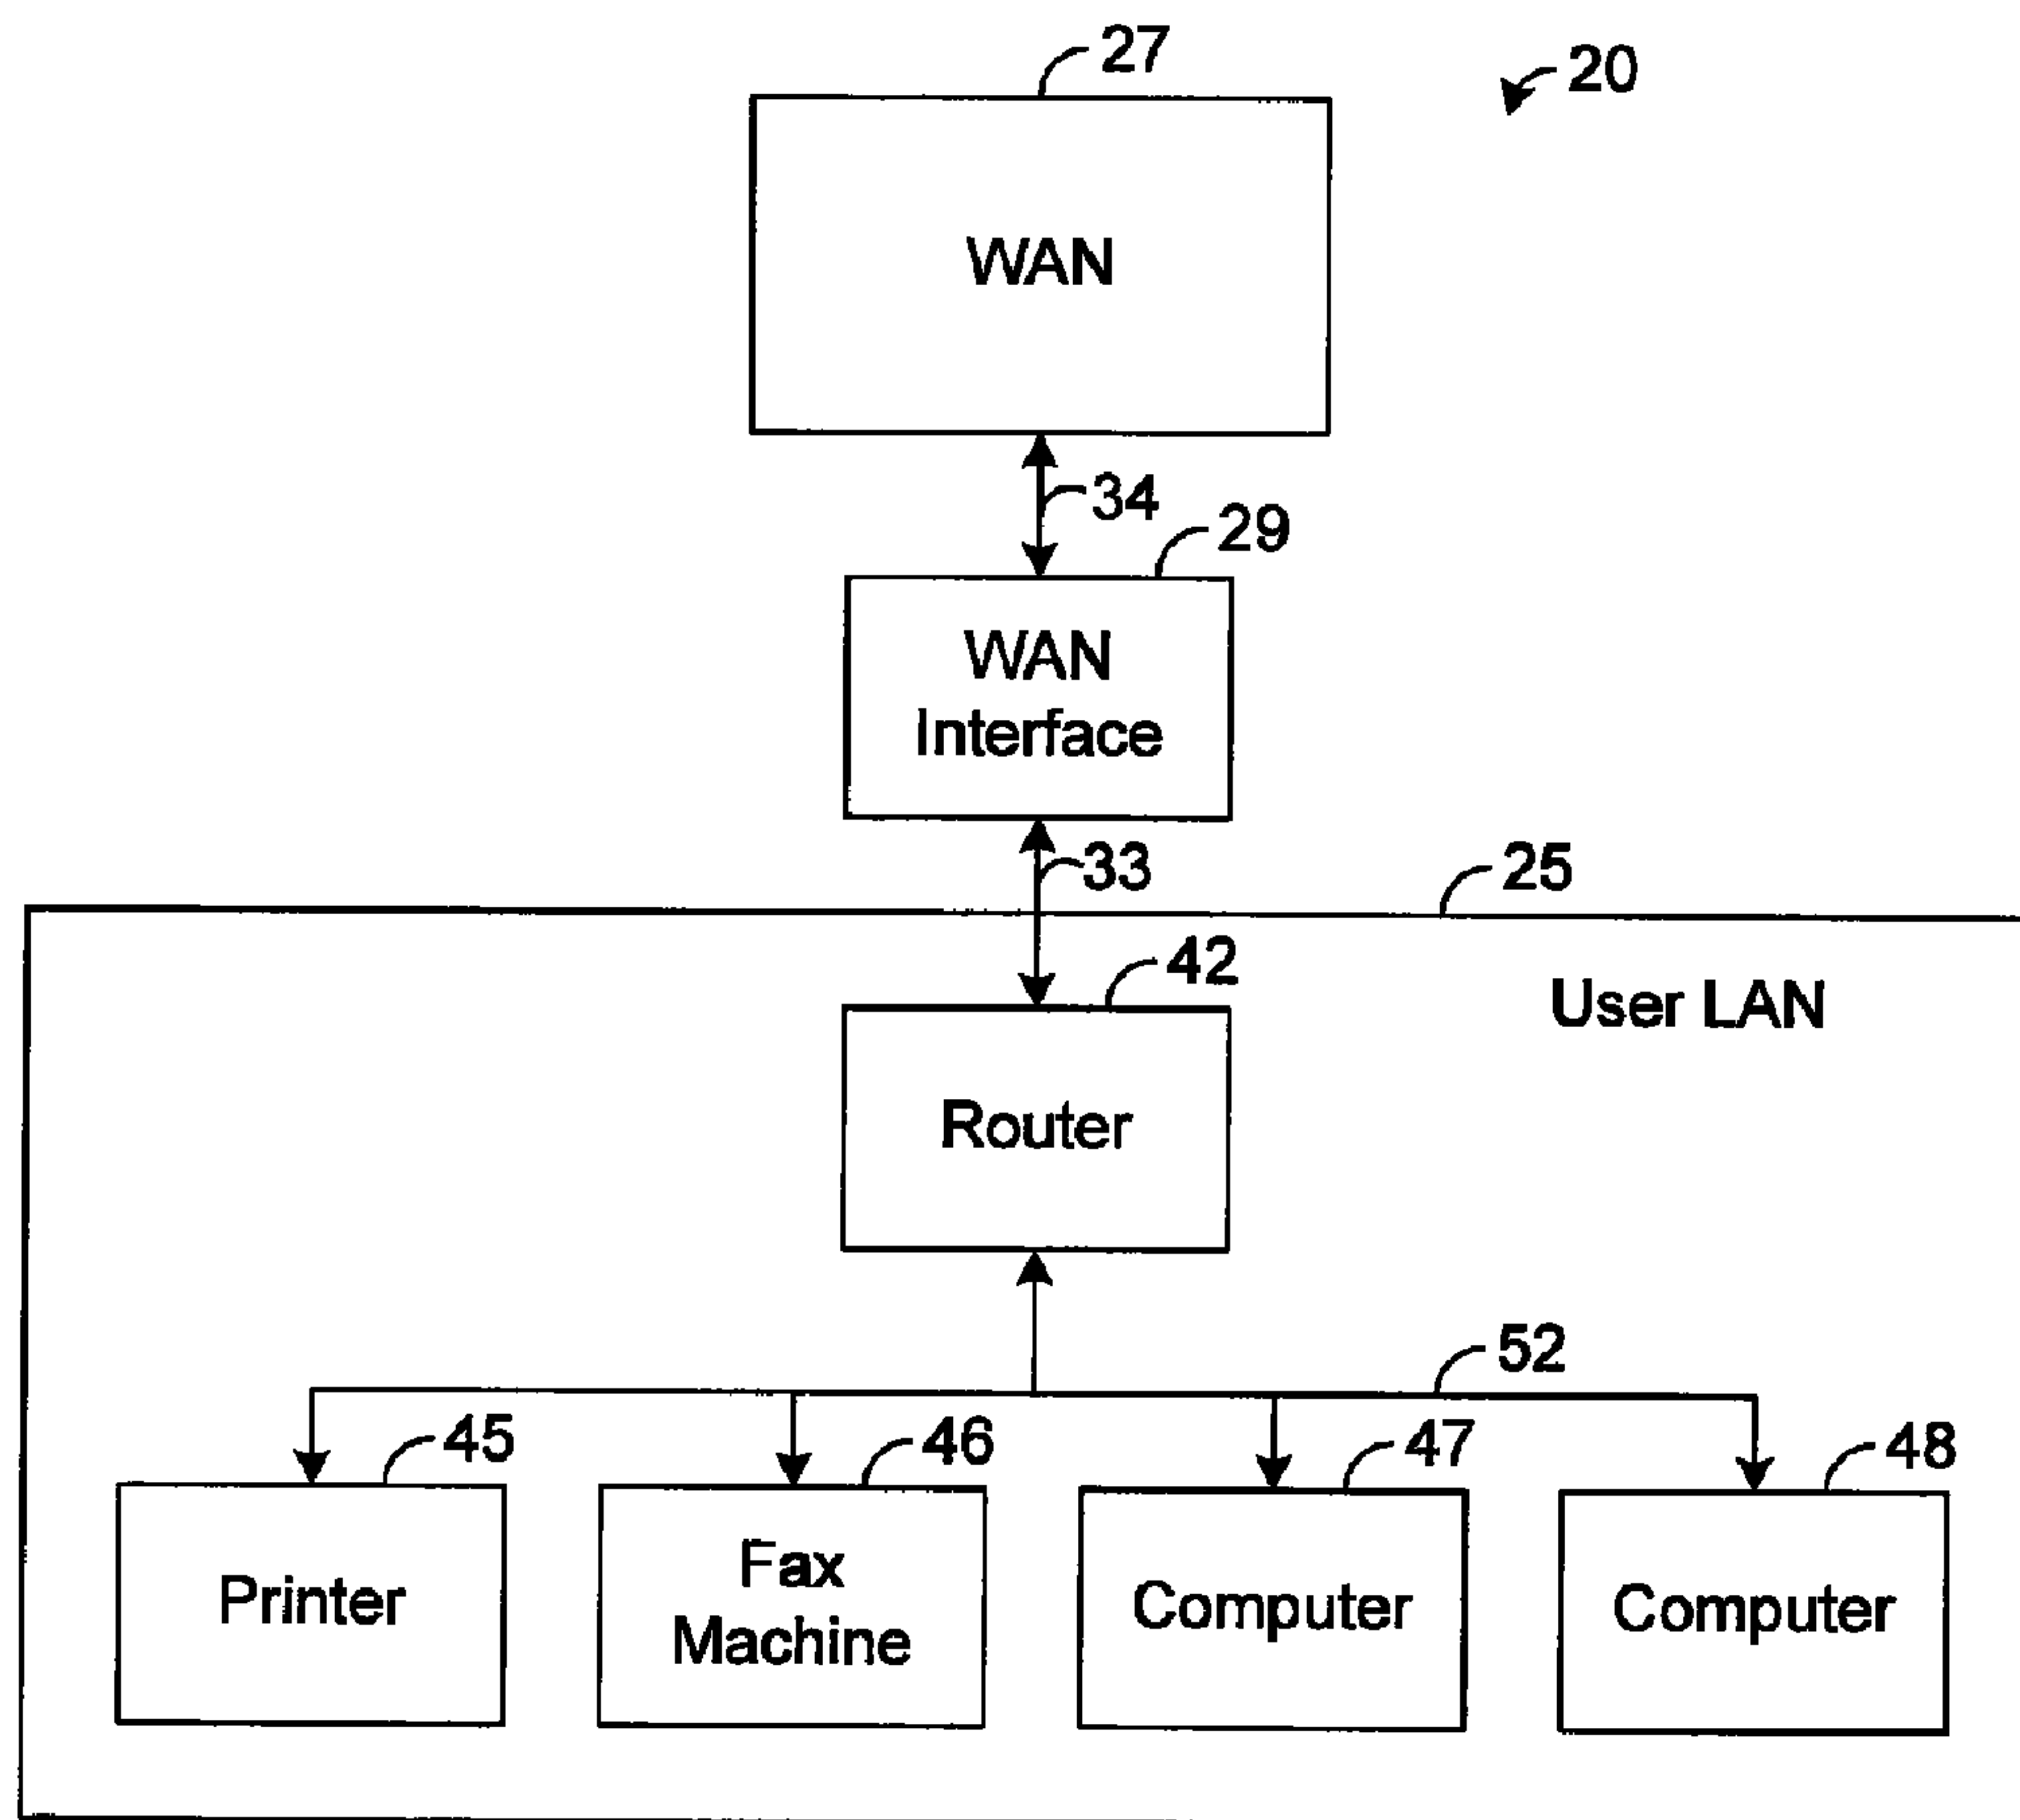 27
20
WAN
34
29
WAN
Interface
33
25
42
User LAN
Router
52
45
46
47
48
Printer
Fax
Machine
Computer
Computer